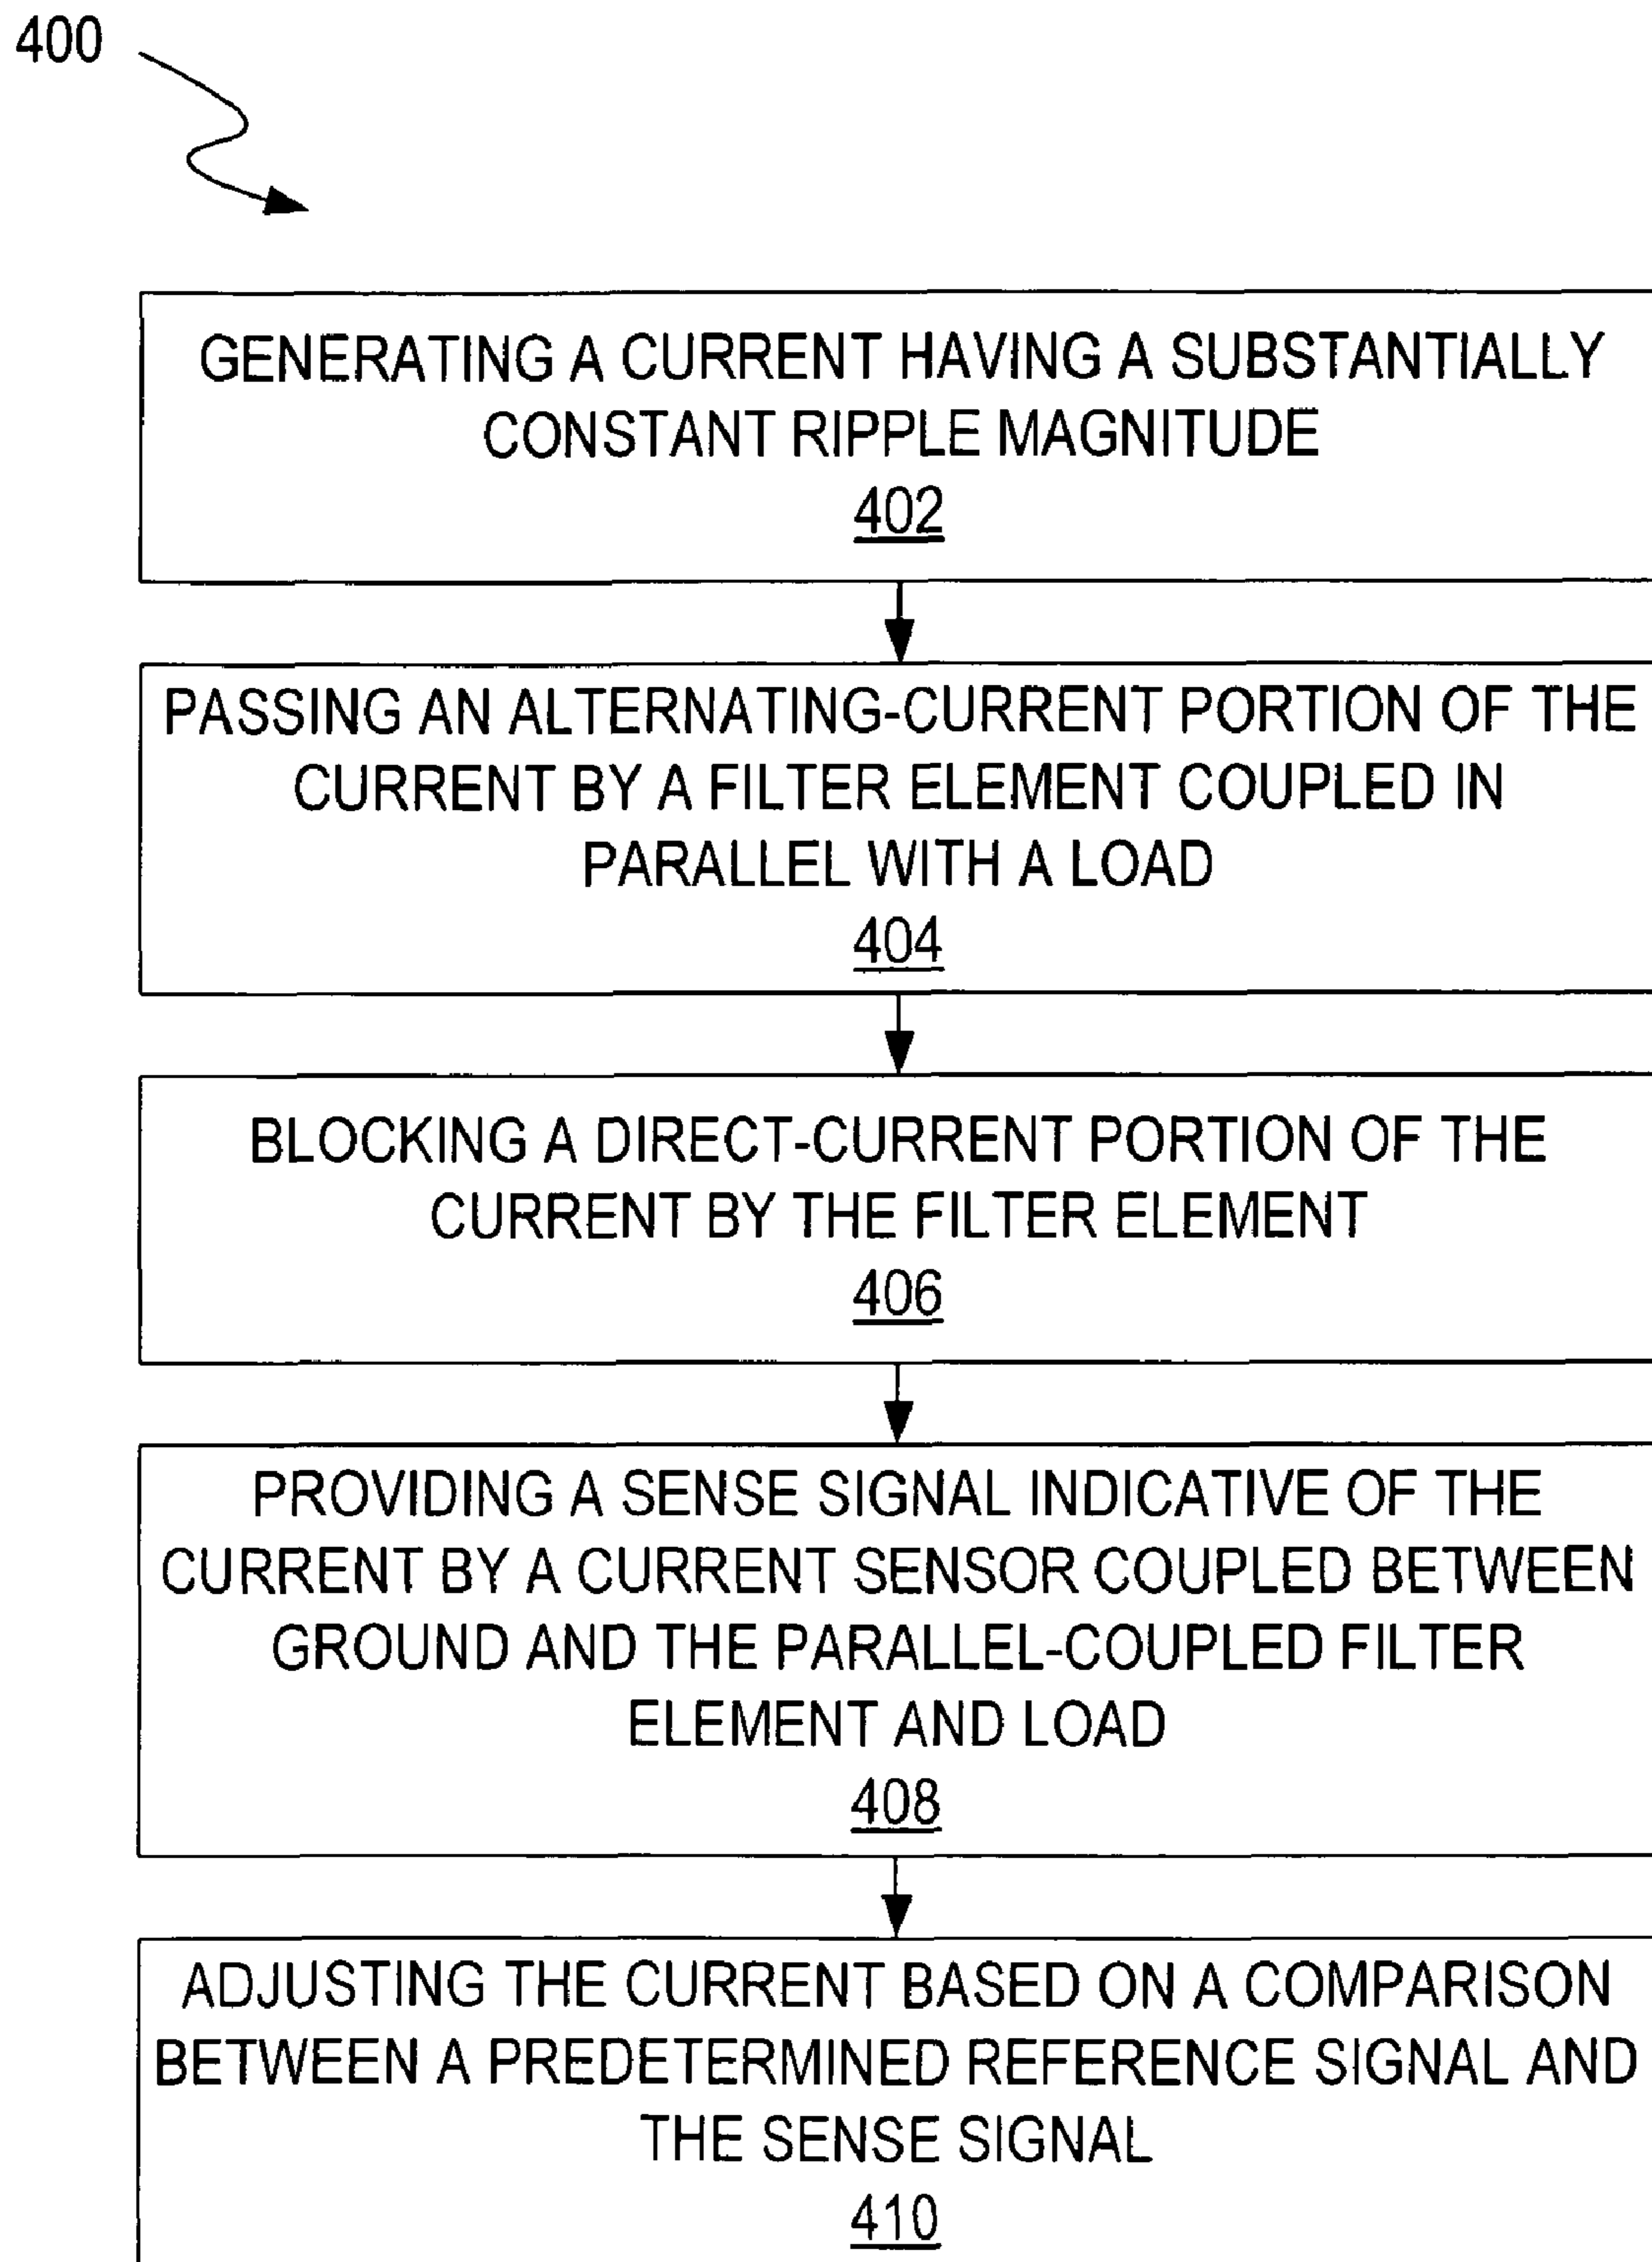 400
GENERATING A CURRENT HAVING A SUBSTANTIALLY
CONSTANT RIPPLE MAGNITUDE
402
PASSING AN ALTERNATING-CURRENT PORTION OF THE
CURRENT BY A FILTER ELEMENT COUPLED IN
PARALLEL WITH A LOAD
404
BLOCKING A DIRECT-CURRENT PORTION OF THE
CURRENT BY THE FILTER ELEMENT
406
PROVIDING A SENSE SIGNAL INDICATIVE OF THE
CURRENT BY A CURRENT SENSOR COUPLED BETWEEN
GROUND AND THE PARALLEL-COUPLED FILTER
ELEMENT AND LOAD
408
ADJUSTING THE CURRENT BASED ON A COMPARISON
BETWEEN A PREDETERMINED REFERENCE SIGNAL AND
THE SENSE SIGNAL
410